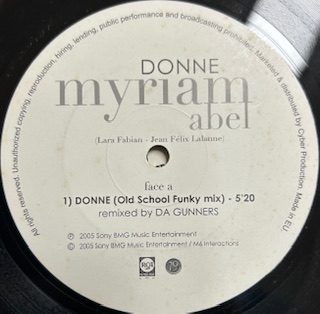 All rights reserved. Unauthorized copying, reproduction, hiring, lending, public performance and broadcasting prohibited. Marketed & distributed by Cyber Production. Made in EU.
DONNE
myriam
abel
(Lara Fabian - Jean Félix Lalanne)
face a
1) DONNE (Old School Funky mix) - 5'20
remixed by DA GUNNERS
℗ 2005 Sony BMG Music Entertainment
© 2005 Sony BMG Music Entertainment / M6 Interactions
RCA